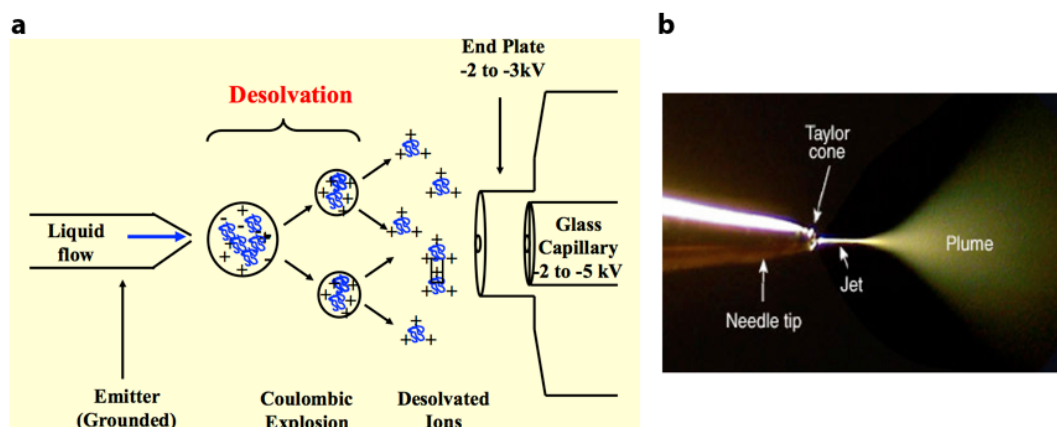 a
b
End Plate
-2 to -3kV
Desolvation
Liquid
flow
Glass
Capillary
-2 to -5 kV
Emitter
(Grounded)
Coulombic
Explosion
Desolvated
Ions
Taylor
cone
Plume
Jet
Needle tip